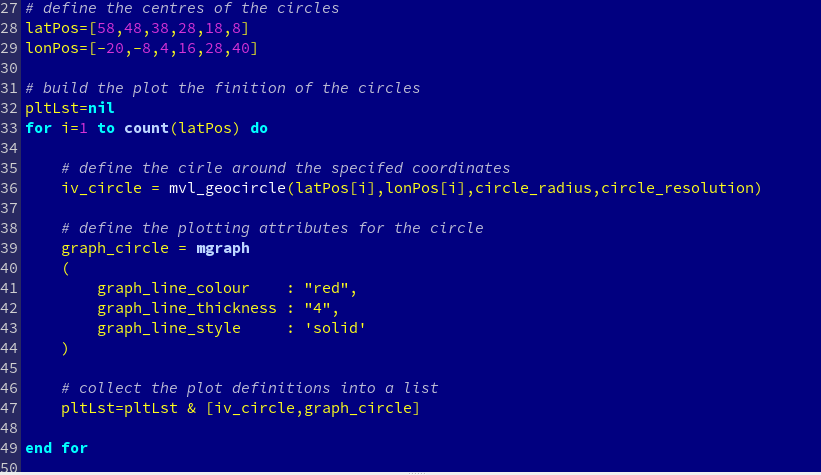 27 # define the centres of the circles
28 latPos=[58,48,38,28,18,8]
29 lonPos=[-20,-8,4,16,28,40]
30
31 # build the plot the finition of the circles
32 pltLst=nil
33 for i=1 to count(latPos) do
34
35     # define the cirle around the specifed coordinates
36     iv_circle = mvl_geocircle(latPos[i],lonPos[i],circle_radius,circle_resolution)
37
38     # define the plotting attributes for the circle
39     graph_circle = mgraph
40     (
41         graph_line_colour    : "red",
42         graph_line_thickness : "4",
43         graph_line_style     : 'solid'
44     )
45
46     # collect the plot definitions into a list
47     pltLst=pltLst & [iv_circle,graph_circle]
48
49 end for
50